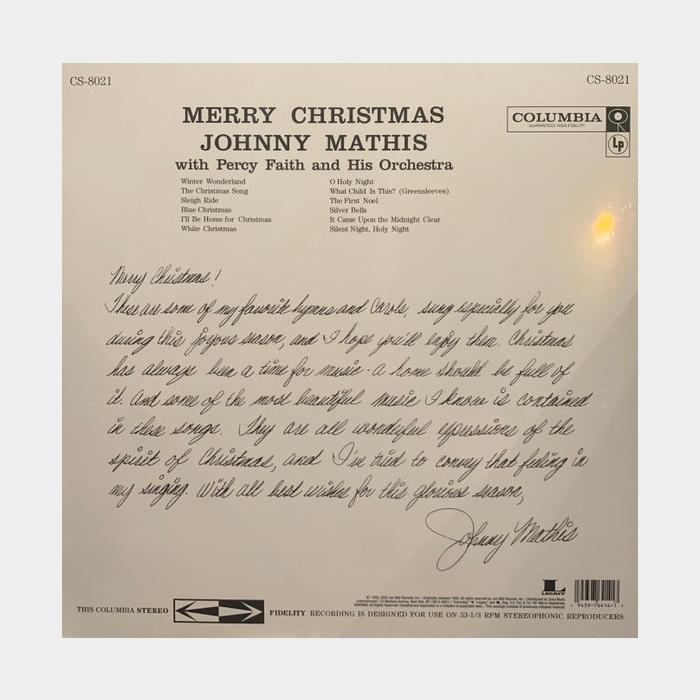 CS-8021 CS-8021
MERRY CHRISTMAS
JOHNNY MATHIS
with Percy Faith and His Orchestra
COLUMBIA
GUARANTEED HIGH FIDELITY
Lp
Winter Wonderland
The Christmas Song
Sleigh Ride
Blue Christmas
I'll Be Home for Christmas
White Christmas
O Holy Night
What Child Is This? (Greensleeves)
The First Noel
Silver Bells
It Came Upon the Midnight Clear
Silent Night, Holy Night
Merry Christmas!
These are some of my favorite hymns and Carols, sung especially for you
during this joyous season, and I hope you'll enjoy them. Christmas
has always been a time for music - a home should be full of
it. And some of the most beautiful music I know is contained
in these songs. They are all wonderful expressions of the
spirit of Christmas, and I've tried to convey that feeling in
my singing. With all best wishes for this glorious season,
Johnny Mathis
LEGACY
THIS COLUMBIA STEREO FIDELITY RECORDING IS DESIGNED FOR USE ON 33-1/3 RPM STEREOPHONIC REPRODUCERS